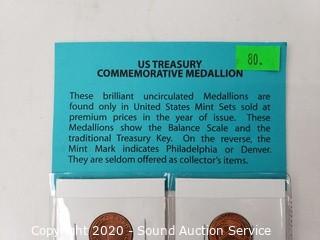 US TREASURY
COMMEMORATIVE MEDALLION
80.
These brilliant uncirculated Medallions are
found only in United States Mint Sets sold at
premium prices in the year of issue. These
Medallions show the Balance Scale and the
traditional Treasury Key. On the reverse, the
Mint Mark indicates Philadelphia or Denver.
They are seldom offered as collector's items.
Copyright 2020 - Sound Auction Service